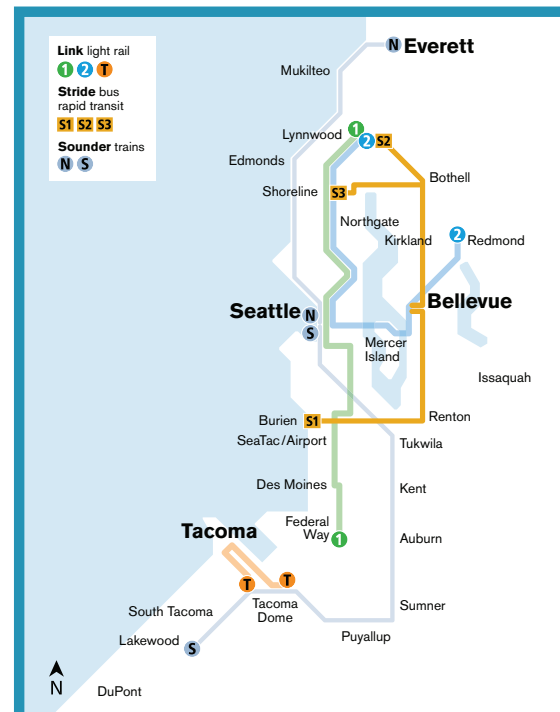 Link light rail
1 2 T
Stride bus
rapid transit
S1 S2 S3
Sounder trains
N S
N Everett
Mukilteo
1
Lynnwood
2 S2
Edmonds
Bothell
Shoreline S3
Northgate
Kirkland
2 Redmond
Seattle N
S
Bellevue
Mercer
Island
Issaquah
Burien S1
Renton
SeaTac/Airport
Tukwila
Des Moines
Kent
Federal
Way 1
Auburn
Tacoma
T T
Tacoma
Dome
South Tacoma
Sumner
Lakewood S
Puyallup
N
DuPont